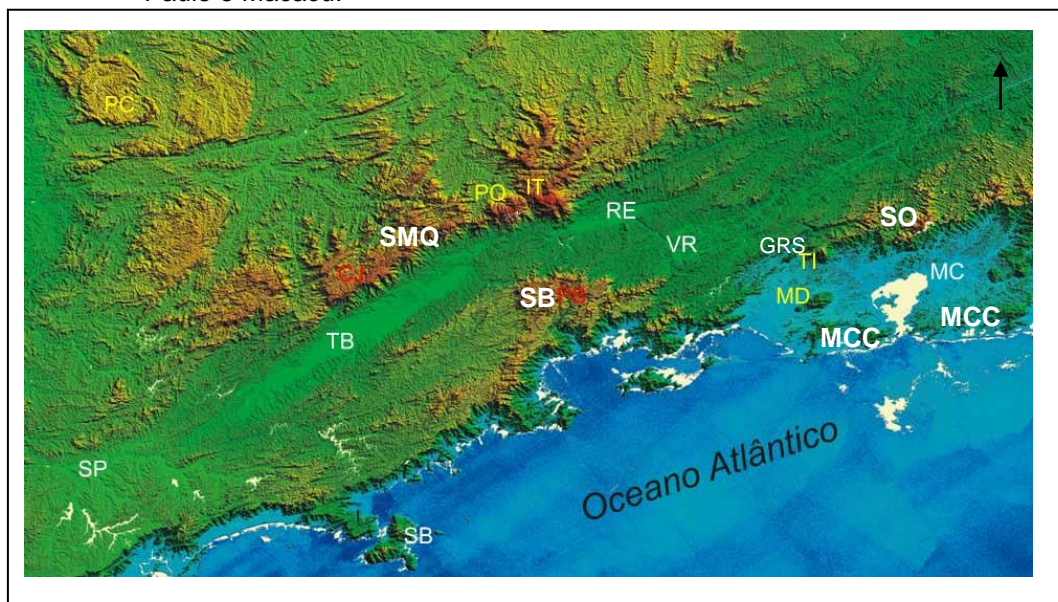 Paulo e Macacu.
PC
PQ
IT
RE
SMQ
SO
VR
GRS
TI
CJ
SB
PB
MD
MC
MCC
MCC
TB
Oceano Atlântico
SP
SB